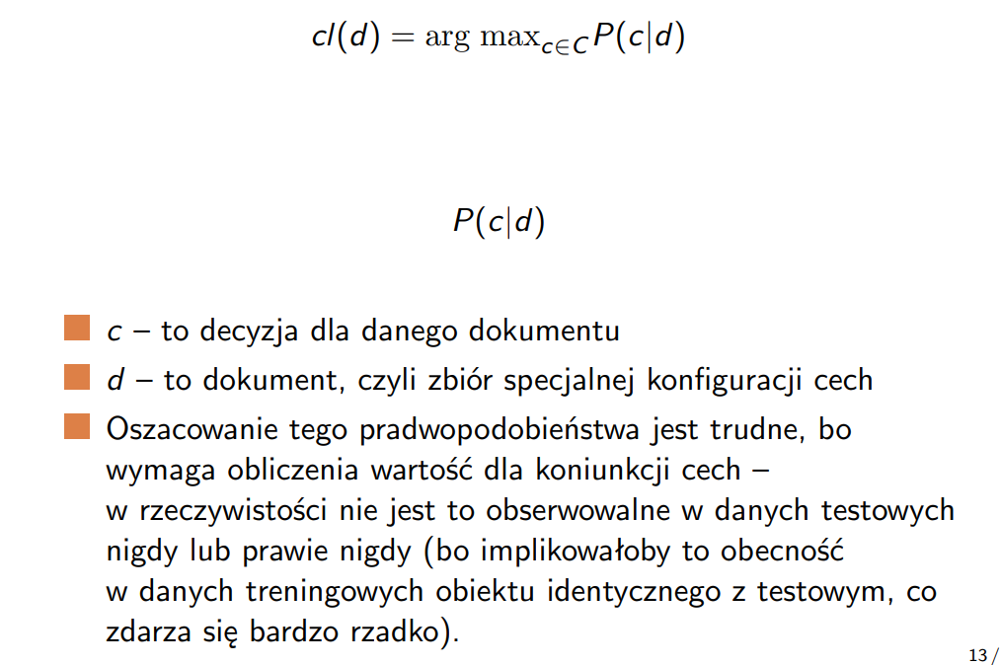 cl(d) = arg max_{c∈C} P(c|d)
P(c|d)
c – to decyzja dla danego dokumentu
d – to dokument, czyli zbiór specjalnej konfiguracji cech
Oszacowanie tego pradwopodobieństwa jest trudne, bo
wymaga obliczenia wartość dla koniunkcji cech –
w rzeczywistości nie jest to obserwowalne w danych testowych
nigdy lub prawie nigdy (bo implikowałoby to obecność
w danych treningowych obiektu identycznego z testowym, co
zdarza się bardzo rzadko).
13 /